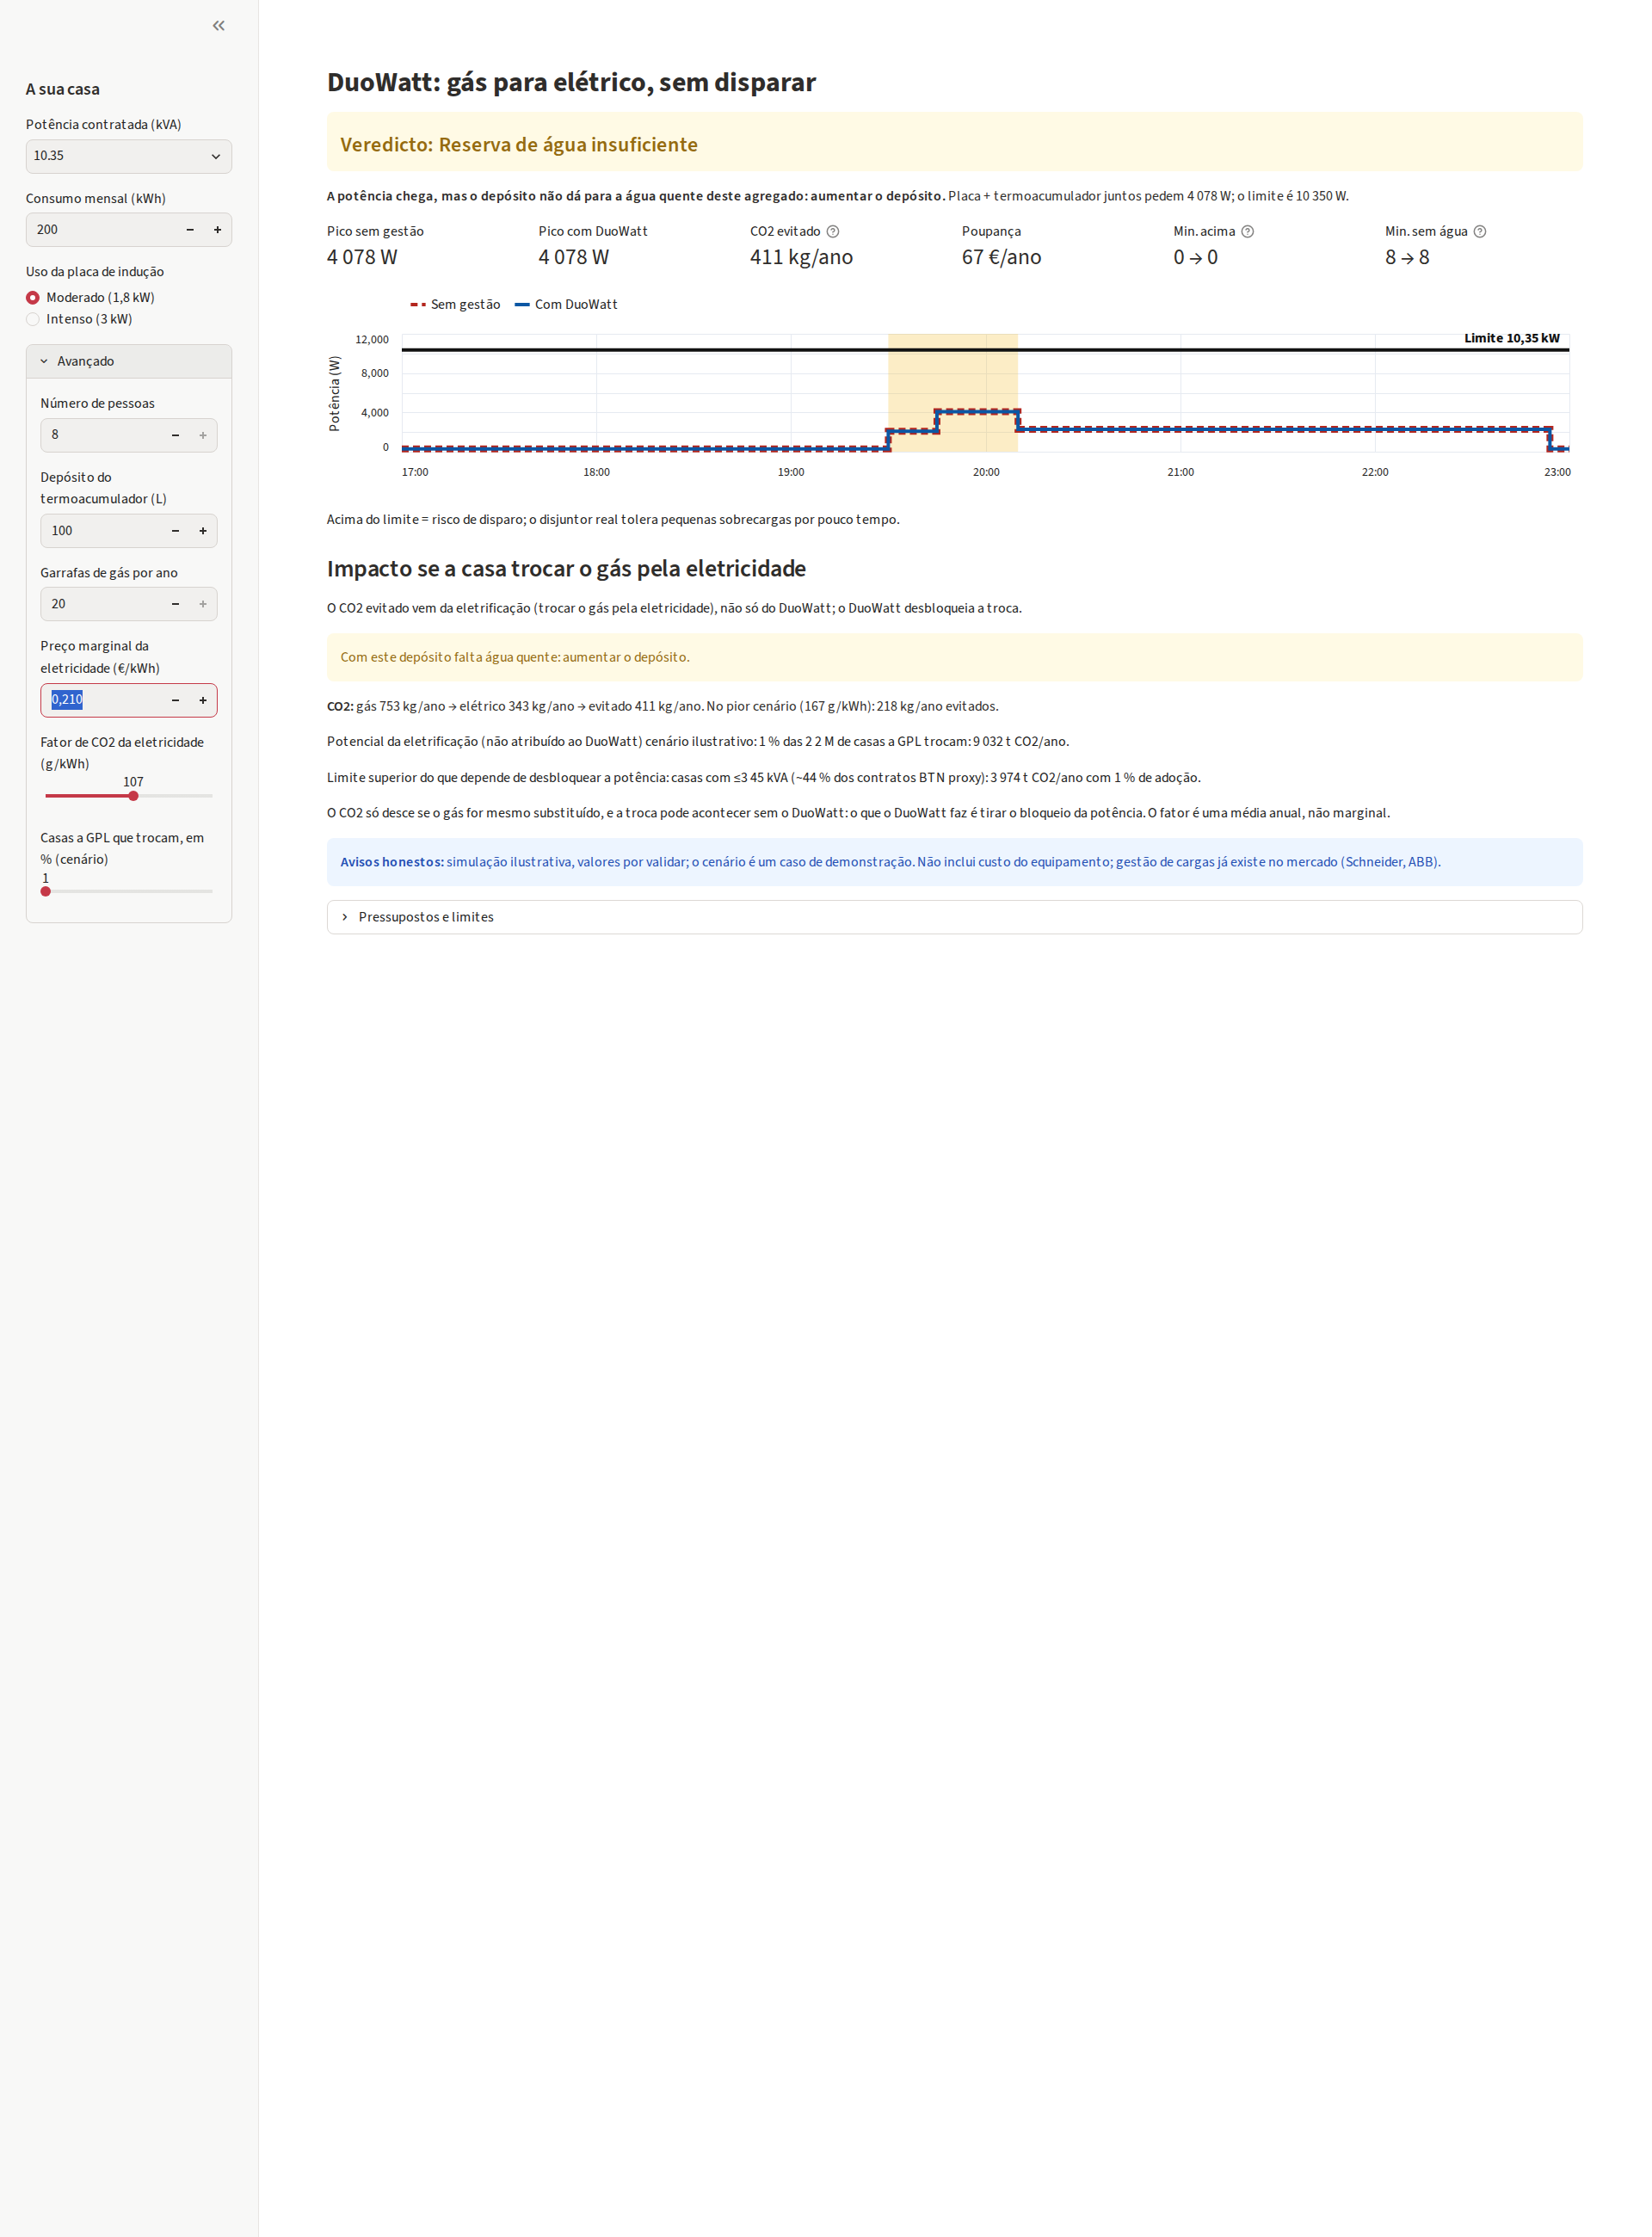 A sua casa
Potência contratada (kVA)
10.35
Consumo mensal (kWh)
200
Uso da placa de indução
Moderado (1,8 kW)
Intenso (3 kW)
Avançado
Número de pessoas
8
Depósito do
termoacumulador (L)
100
Garrafas de gás por ano
20
Preço marginal da
eletricidade (€/kWh)
0,210
Fator de CO2 da eletricidade
(g/kWh)
107
Casas a GPL que trocam, em
% (cenário)
1
DuoWatt: gás para elétrico, sem disparar
Veredicto: Reserva de água insuficiente
A potência chega, mas o depósito não dá para a água quente deste agregado: aumentar o depósito. Placa + termoacumulador juntos pedem 4 078 W; o limite é 10 350 W.
Pico sem gestão
4 078 W
Pico com DuoWatt
4 078 W
CO2 evitado
411 kg/ano
Poupança
67 €/ano
Min. acima
0 → 0
Min. sem água
8 → 8
Sem gestão Com DuoWatt
Limite 10,35 kW
Potência (W)
12,000
8,000
4,000
0
17:00 18:00 19:00 20:00 21:00 22:00 23:00
Acima do limite = risco de disparo; o disjuntor real tolera pequenas sobrecargas por pouco tempo.
Impacto se a casa trocar o gás pela eletricidade
O CO2 evitado vem da eletrificação (trocar o gás pela eletricidade), não só do DuoWatt; o DuoWatt desbloqueia a troca.
Com este depósito falta água quente: aumentar o depósito.
CO2: gás 753 kg/ano → elétrico 343 kg/ano → evitado 411 kg/ano. No pior cenário (167 g/kWh): 218 kg/ano evitados.
Potencial da eletrificação (não atribuído ao DuoWatt) cenário ilustrativo: 1 % das 2 2 M de casas a GPL trocam: 9 032 t CO2/ano.
Limite superior do que depende de desbloquear a potência: casas com ≤3 45 kVA (~44 % dos contratos BTN proxy): 3 974 t CO2/ano com 1 % de adoção.
O CO2 só desce se o gás for mesmo substituído, e a troca pode acontecer sem o DuoWatt: o que o DuoWatt faz é tirar o bloqueio da potência. O fator é uma média anual, não marginal.
Avisos honestos: simulação ilustrativa, valores por validar; o cenário é um caso de demonstração. Não inclui custo do equipamento; gestão de cargas já existe no mercado (Schneider, ABB).
Pressupostos e limites